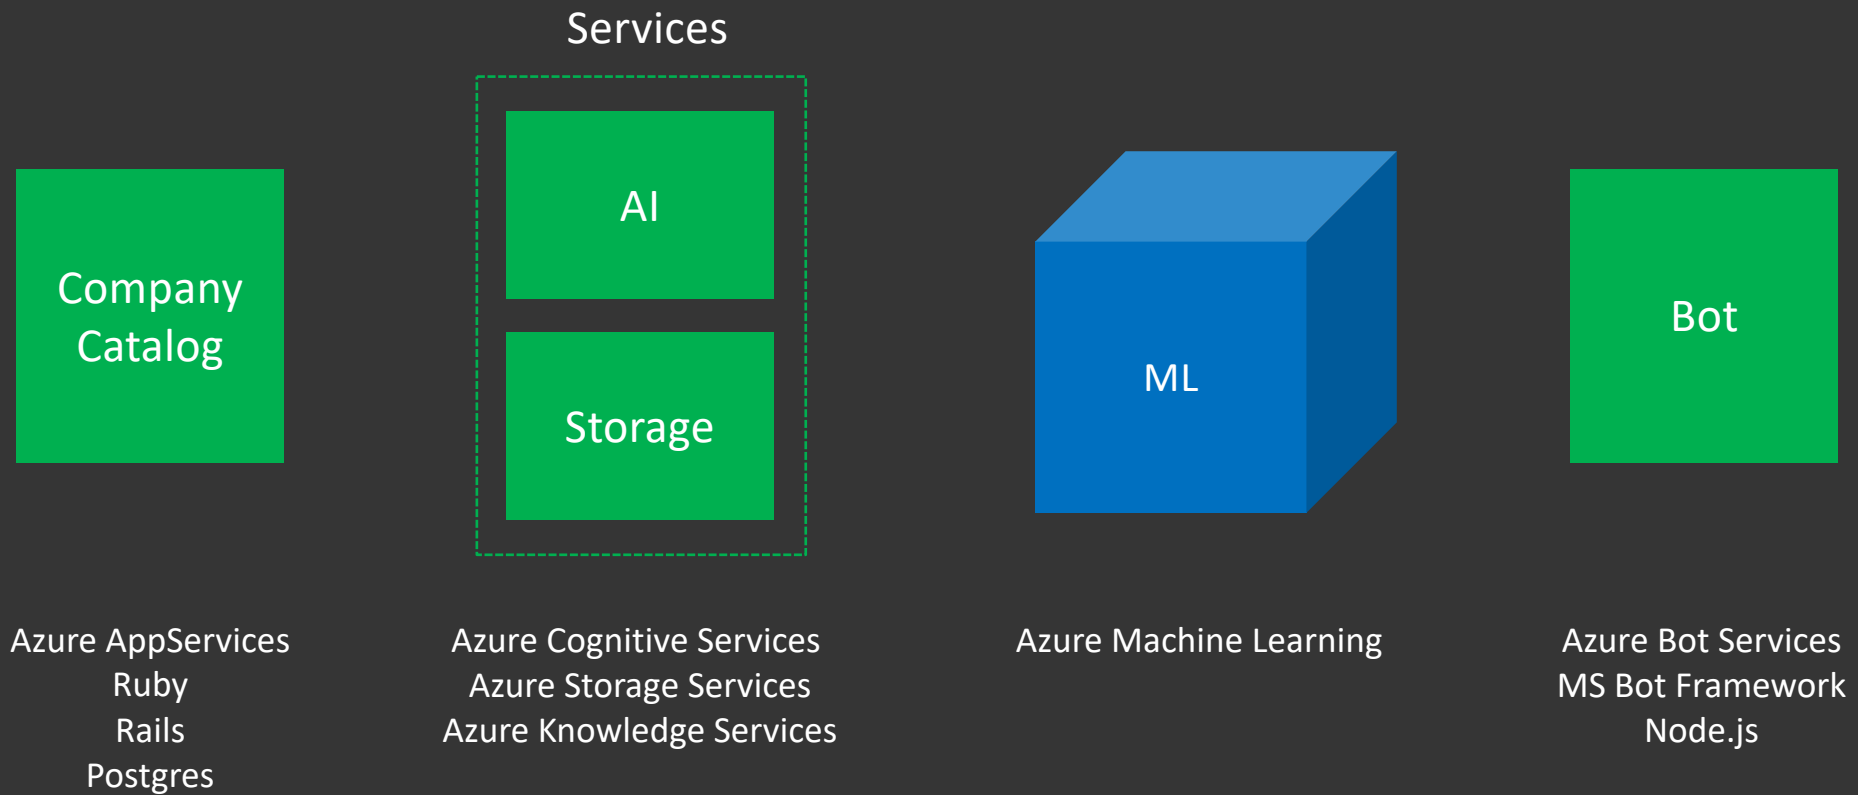 Services
Company
Catalog
AI
Storage
ML
Bot
Azure AppServices
Ruby
Rails
Postgres
Azure Cognitive Services
Azure Storage Services
Azure Knowledge Services
Azure Machine Learning
Azure Bot Services
MS Bot Framework
Node.js